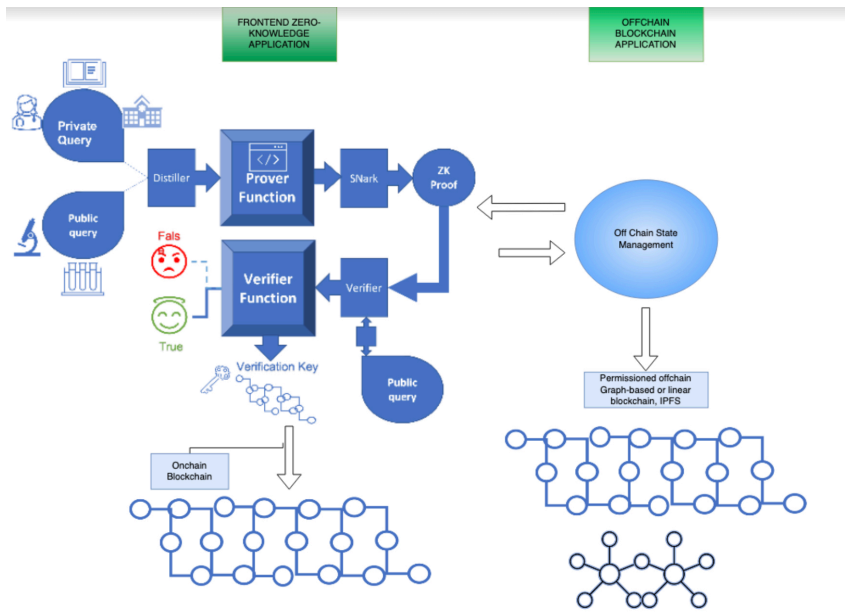 FRONTEND ZERO-
KNOWLEDGE
APPLICATION
OFFCHAIN
BLOCKCHAIN
APPLICATION
Private
Query
Distiller
</>
Prover
Function
SNark
ZK
Proof
Public
query
Off Chain State
Management
Fals
True
Verifier
Function
Verifier
Verification Key
Public
query
Permissioned offchain
Graph-based or linear
blockchain, IPFS
Onchain
Blockchain